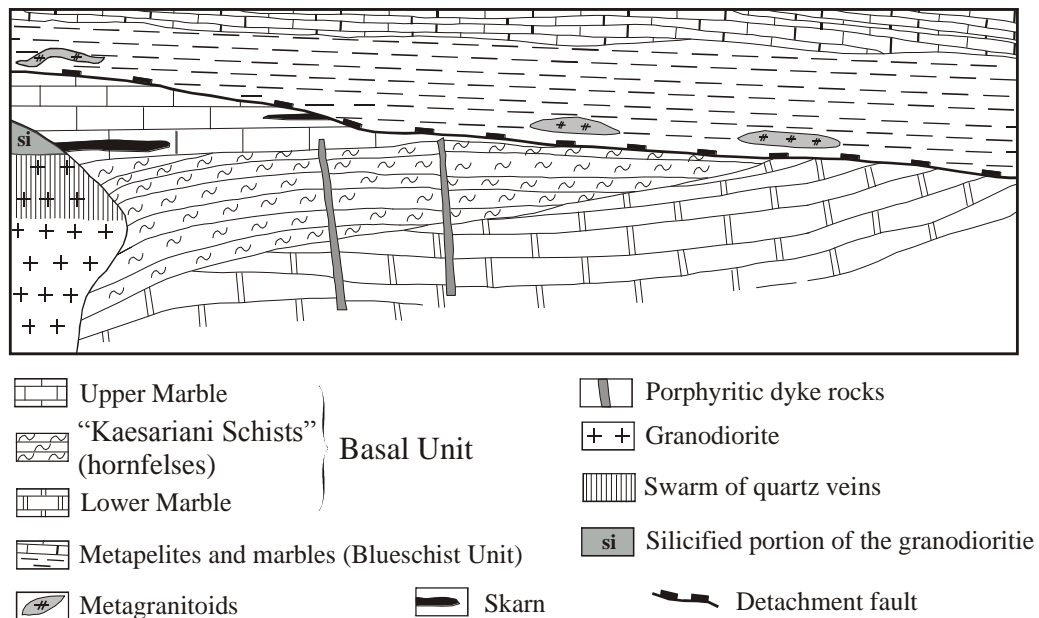 si
Upper Marble
“Kaesariani Schists”
(hornfelses)
Lower Marble
Basal Unit
Metapelites and marbles (Blueschist Unit)
Metagranitoids
Skarn
Porphyritic dyke rocks
Granodiorite
Swarm of quartz veins
si
Silicified portion of the granodioritie
Detachment fault